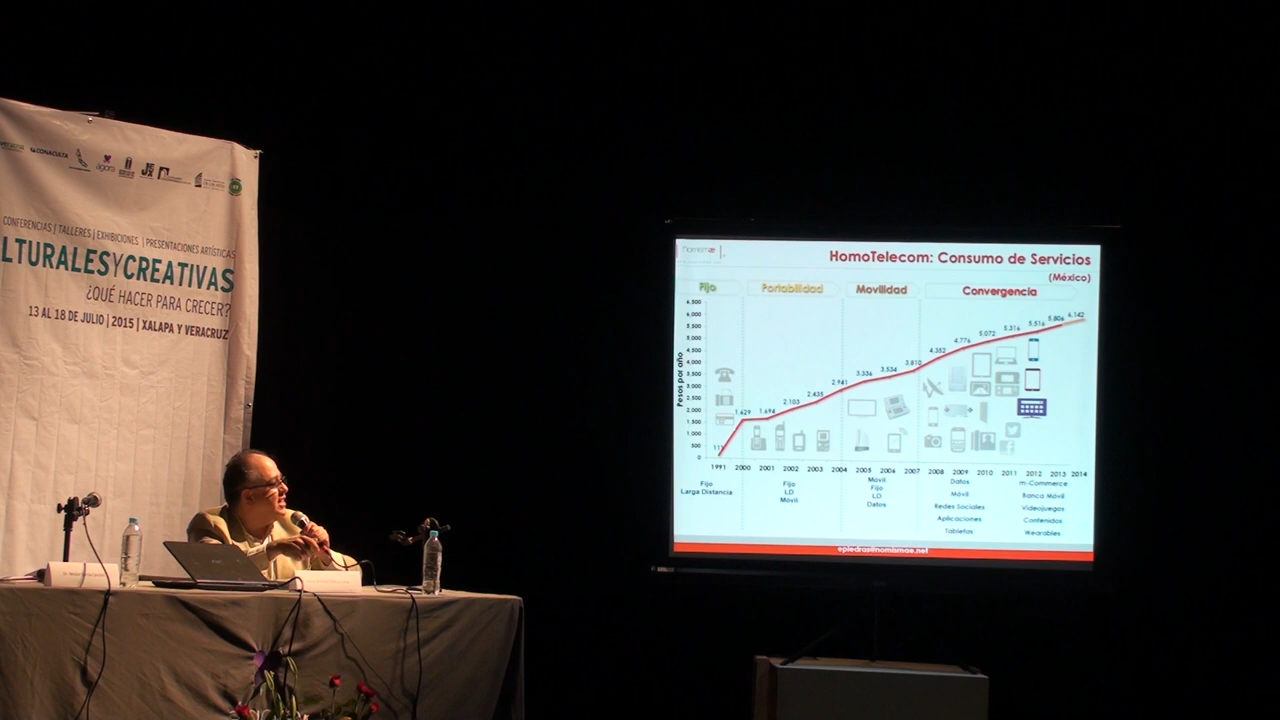 CONACULTA
ágora
CONFERENCIAS | TALLERES | EXHIBICIONES | PRESENTACIONES ARTÍSTICAS
LTURALESYCREATIVAS
¿QUÉ HACER PARA CRECER?
13 AL 18 DE JULIO | 2015 | XALAPA Y VERACRUZ
nomismæ
HomoTelecom: Consumo de Servicios
(México)
Fijo Portabilidad Movilidad Convergencia
Pesos por año
6,500
6,000
5,500
5,000
4,500
4,000
3,500
3,000
2,500
2,000
1,500
1,000
500
0
1,629 1,694 2,103 2,435 2,941 3,336 3,534 3,810 4,352 4,776 5,072 5,316 5,516 5,806 6,142
1991 2000 2001 2002 2003 2004 2005 2006 2007 2008 2009 2010 2011 2012 2013 2014
Fijo
Larga Distancia
Fijo
LD
Móvil
Móvil
Fijo
LD
Datos
Datos
Móvil
Redes Sociales
Aplicaciones
Tabletas
m-Commerce
Banca Móvil
Videojuegos
Contenidos
Wearables
epiedras@nomismae.net